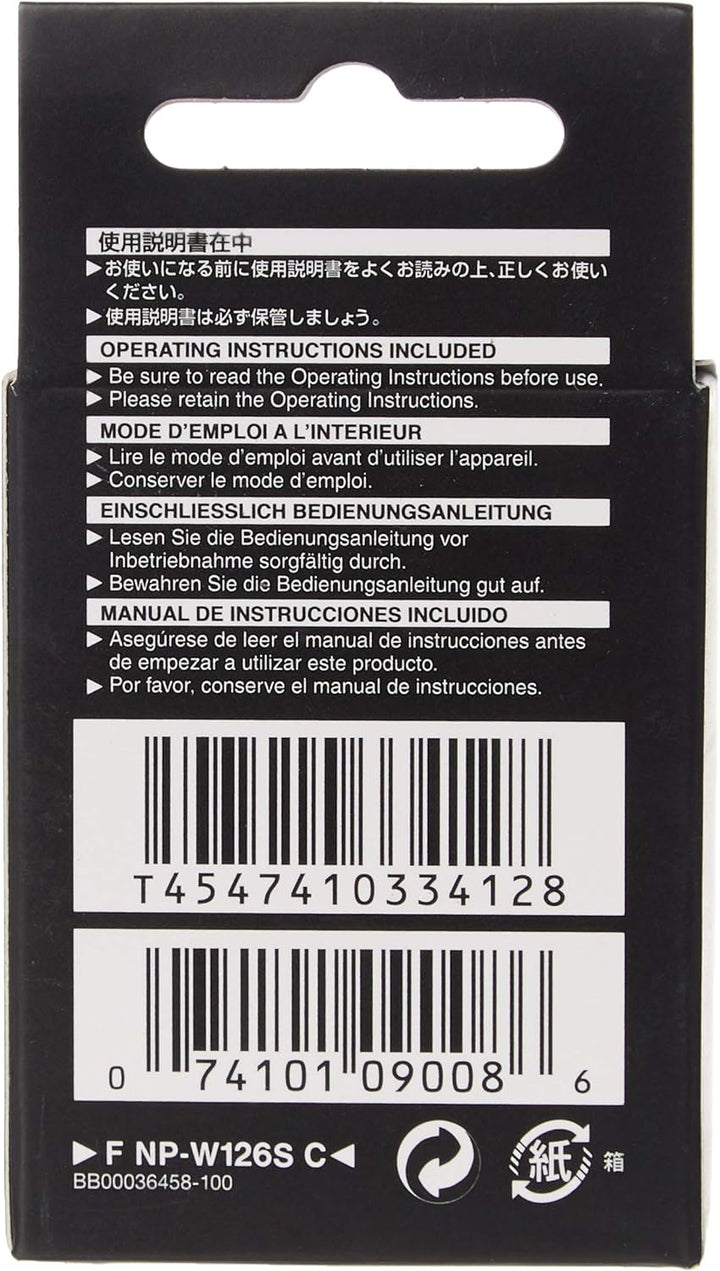 使用説明書在中
▶お使いになる前に使用説明書をよくお読みの上、正しくお使い
ください。
▶使用説明書は必ず保管しましょう。
OPERATING INSTRUCTIONS INCLUDED
▶ Be sure to read the Operating Instructions before use.
▶ Please retain the Operating Instructions.
MODE D'EMPLOI A L'INTERIEUR
▶ Lire le mode d'emploi avant d'utiliser l'appareil.
▶ Conserver le mode d'emploi.
EINSCHLIESSLICH BEDIENUNGSANLEITUNG
▶ Lesen Sie die Bedienungsanleitung vor
Inbetriebnahme sorgfältig durch.
▶ Bewahren Sie die Bedienungsanleitung gut auf.
MANUAL DE INSTRUCCIONES INCLUIDO
▶ Asegúrese de leer el manual de instrucciones antes
de empezar a utilizar este producto.
▶ Por favor, conserve el manual de instrucciones.
T4547410334128
0 74101 09008 6
▶F NP-W126S C◀
BB00036458-100
紙 箱